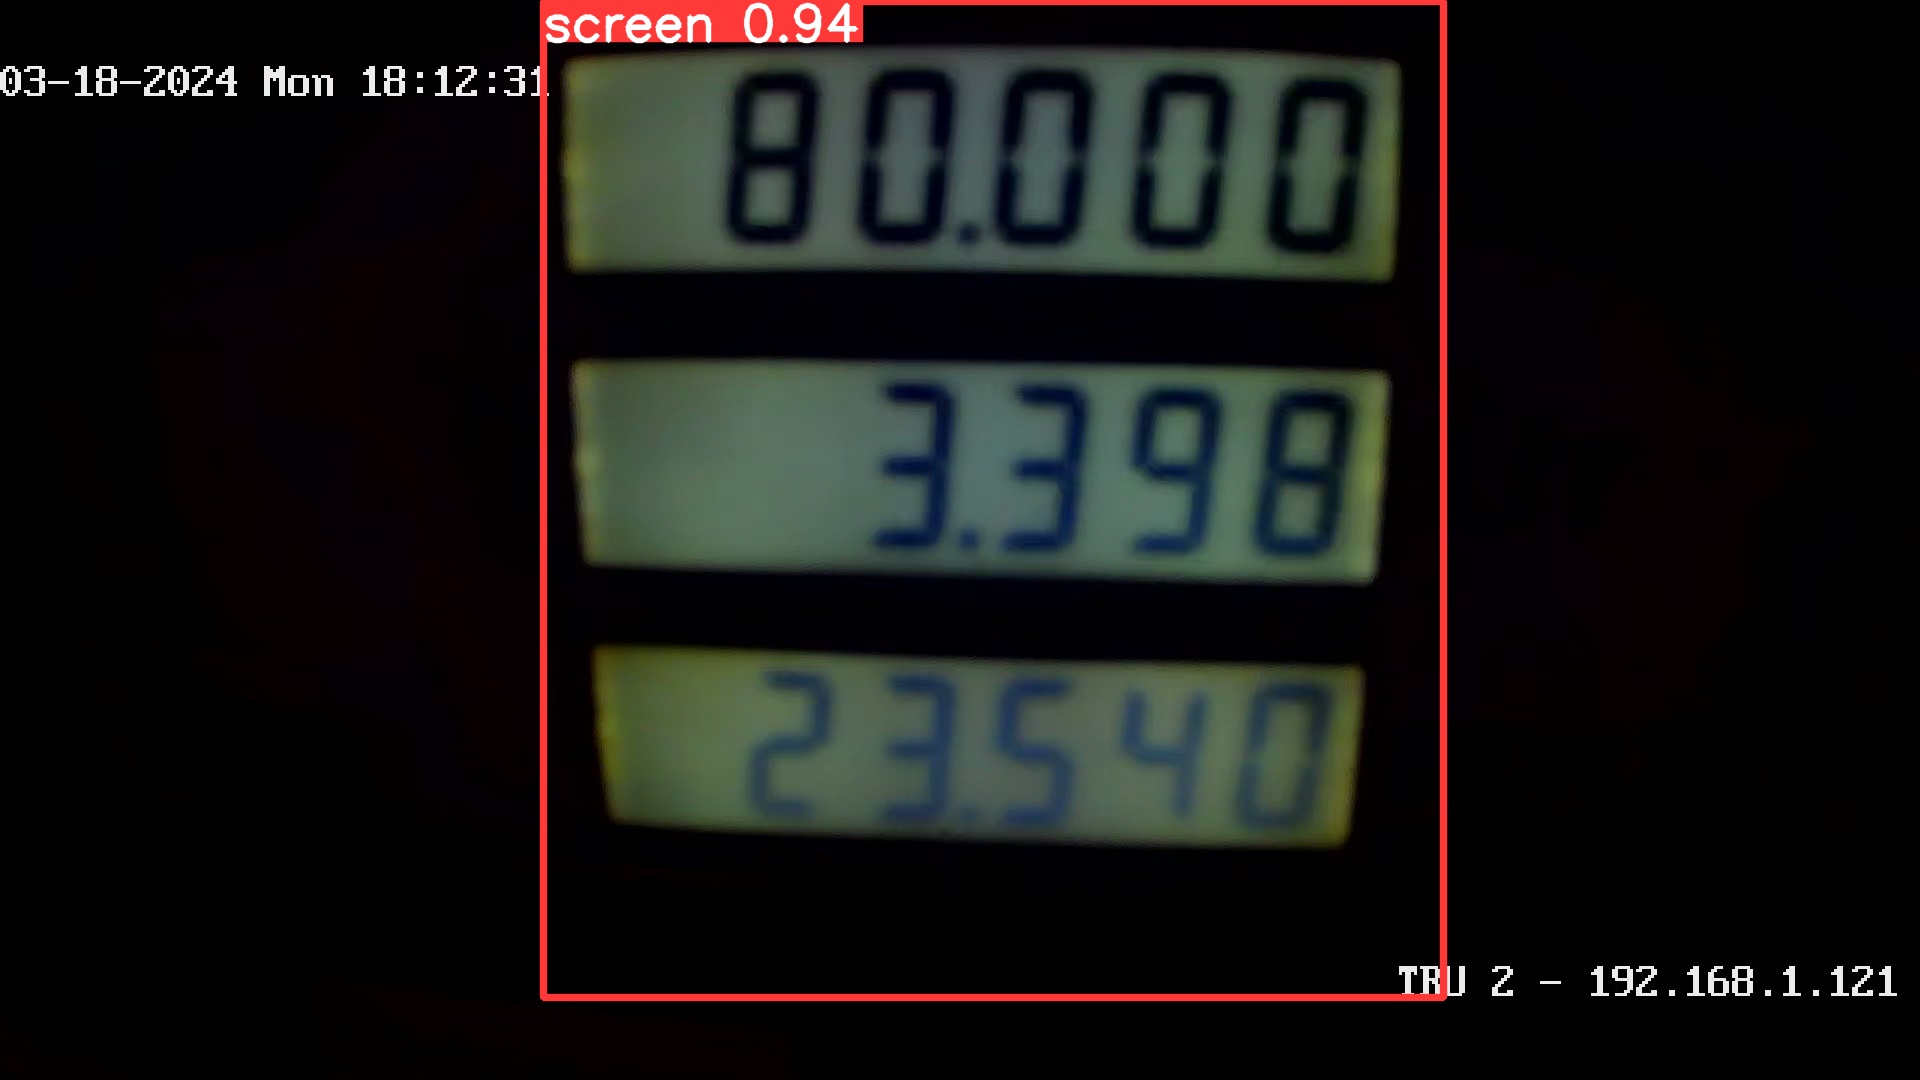 screen 0.94
03-18-2024 Mon 18:12:31
80.000
3.398
23.540
TRU 2 - 192.168.1.121